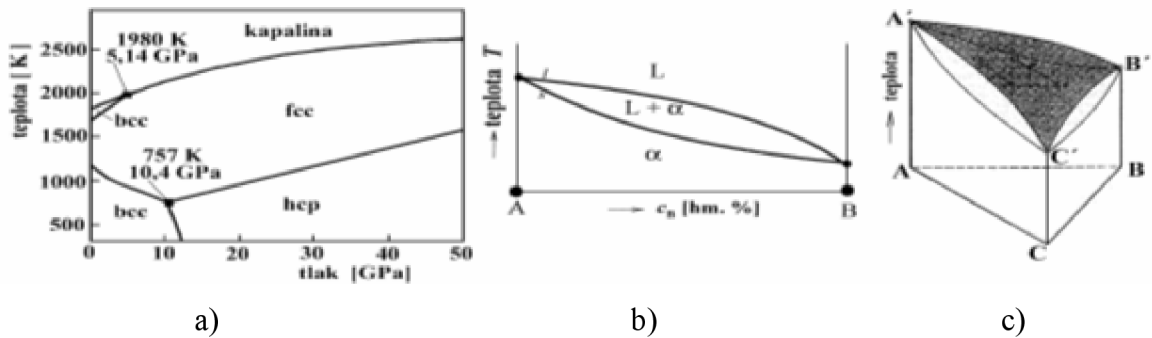 teplota [ K ]
2500
2000
1500
1000
500
kapalina
1980 K
5,14 GPa
bcc
fcc
757 K
10,4 GPa
bcc
hcp
0
10
20
30
40
50
tlak [GPa]
a)
teplota T
L
L + α
α
A
B
c_B [hm. %]
b)
teplota
A´
B´
C´
A
B
C
c)